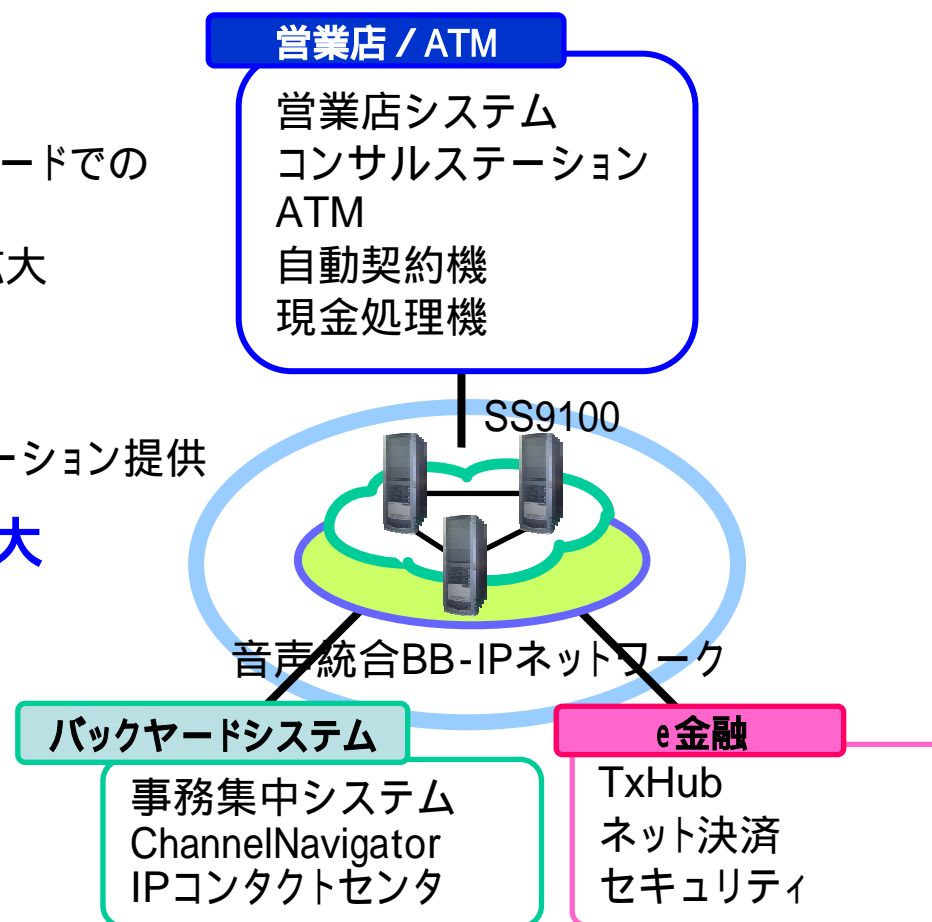 営業店/ATM
営業店システム
コンサルステーション
ATM
自動契約機
現金処理機
ードでの
拡大
ーション提供
大
SS9100
音声統合BB-IPネットワーク
バックヤードシステム
事務集中システム
ChannelNavigator
IPコンタクトセンタ
e金融
TxHub
ネット決済
セキュリティ